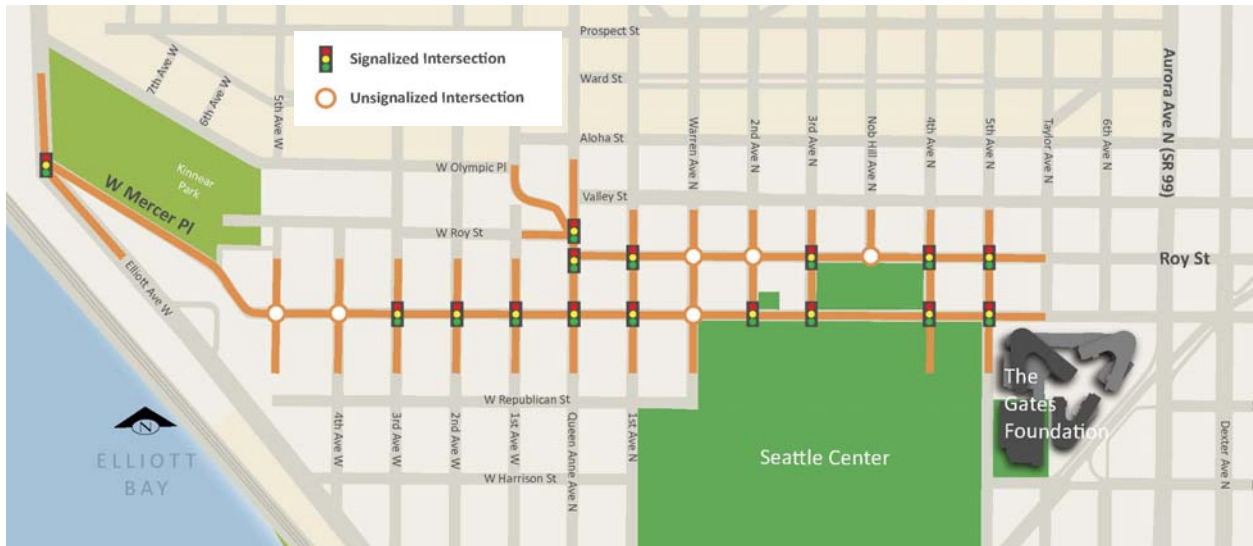 Prospect St
Signalized Intersection
Unsignalized Intersection
Ward St
Aurora Ave N (SR 99)
7th Ave W
6th Ave W
5th Ave W
Aloha St
Warren Ave N
2nd Ave N
3rd Ave N
Nob Hill Ave N
4th Ave N
5th Ave N
Taylor Ave N
6th Ave N
W Olympic Pl
Kinnear
Park
Valley St
W Mercer Pl
W Roy St
Roy St
Elliott Ave W
The
Gates
Foundation
W Republican St
4th Ave W
3rd Ave W
2nd Ave W
1st Ave W
Queen Anne Ave N
1st Ave N
Dexter Ave N
N
ELLIOTT
BAY
Seattle Center
W Harrison St